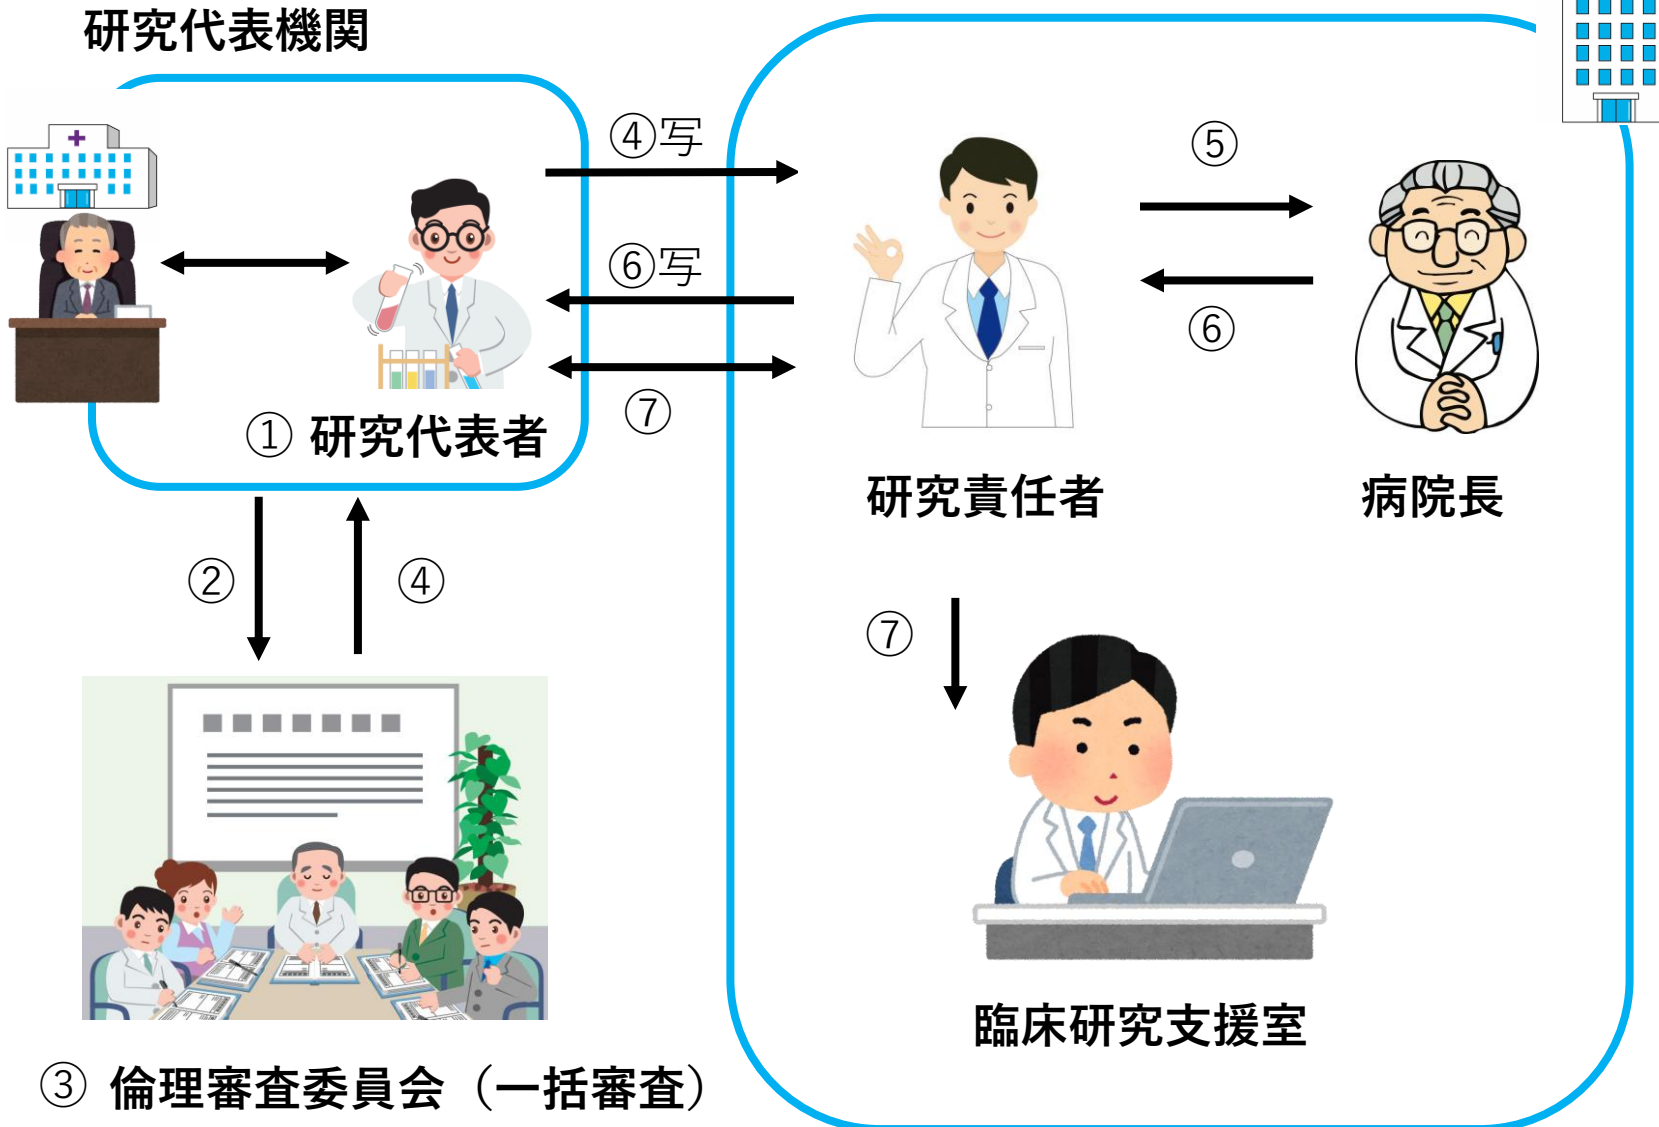 研究代表機関
④写
⑤
⑥写
⑥
⑦
① 研究代表者
研究責任者
病院長
②
④
⑦
臨床研究支援室
③ 倫理審査委員会（一括審査）